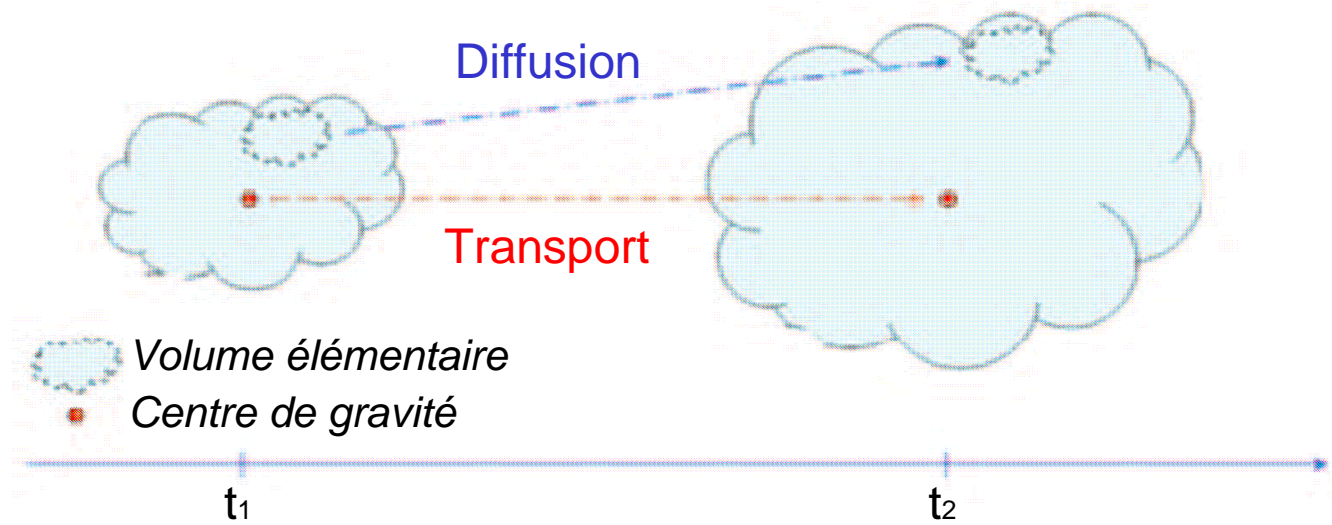 Diffusion
Transport
Volume élémentaire
Centre de gravité
t1
t2